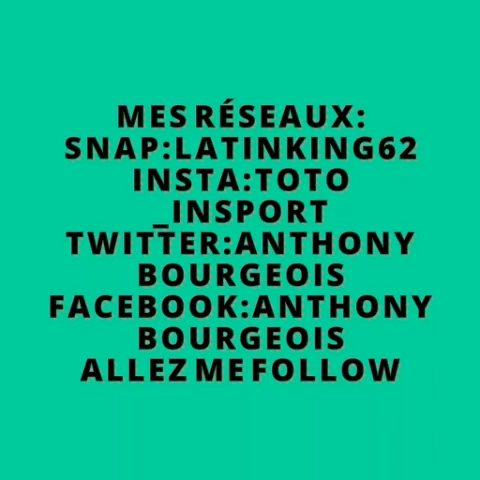 MES RÉSEAUX:
SNAP:LATINKING62
INSTA:TOTO
_INSPORT
TWITTER:ANTHONY
BOURGEOIS
FACEBOOK:ANTHONY
BOURGEOIS
ALLEZ ME FOLLOW